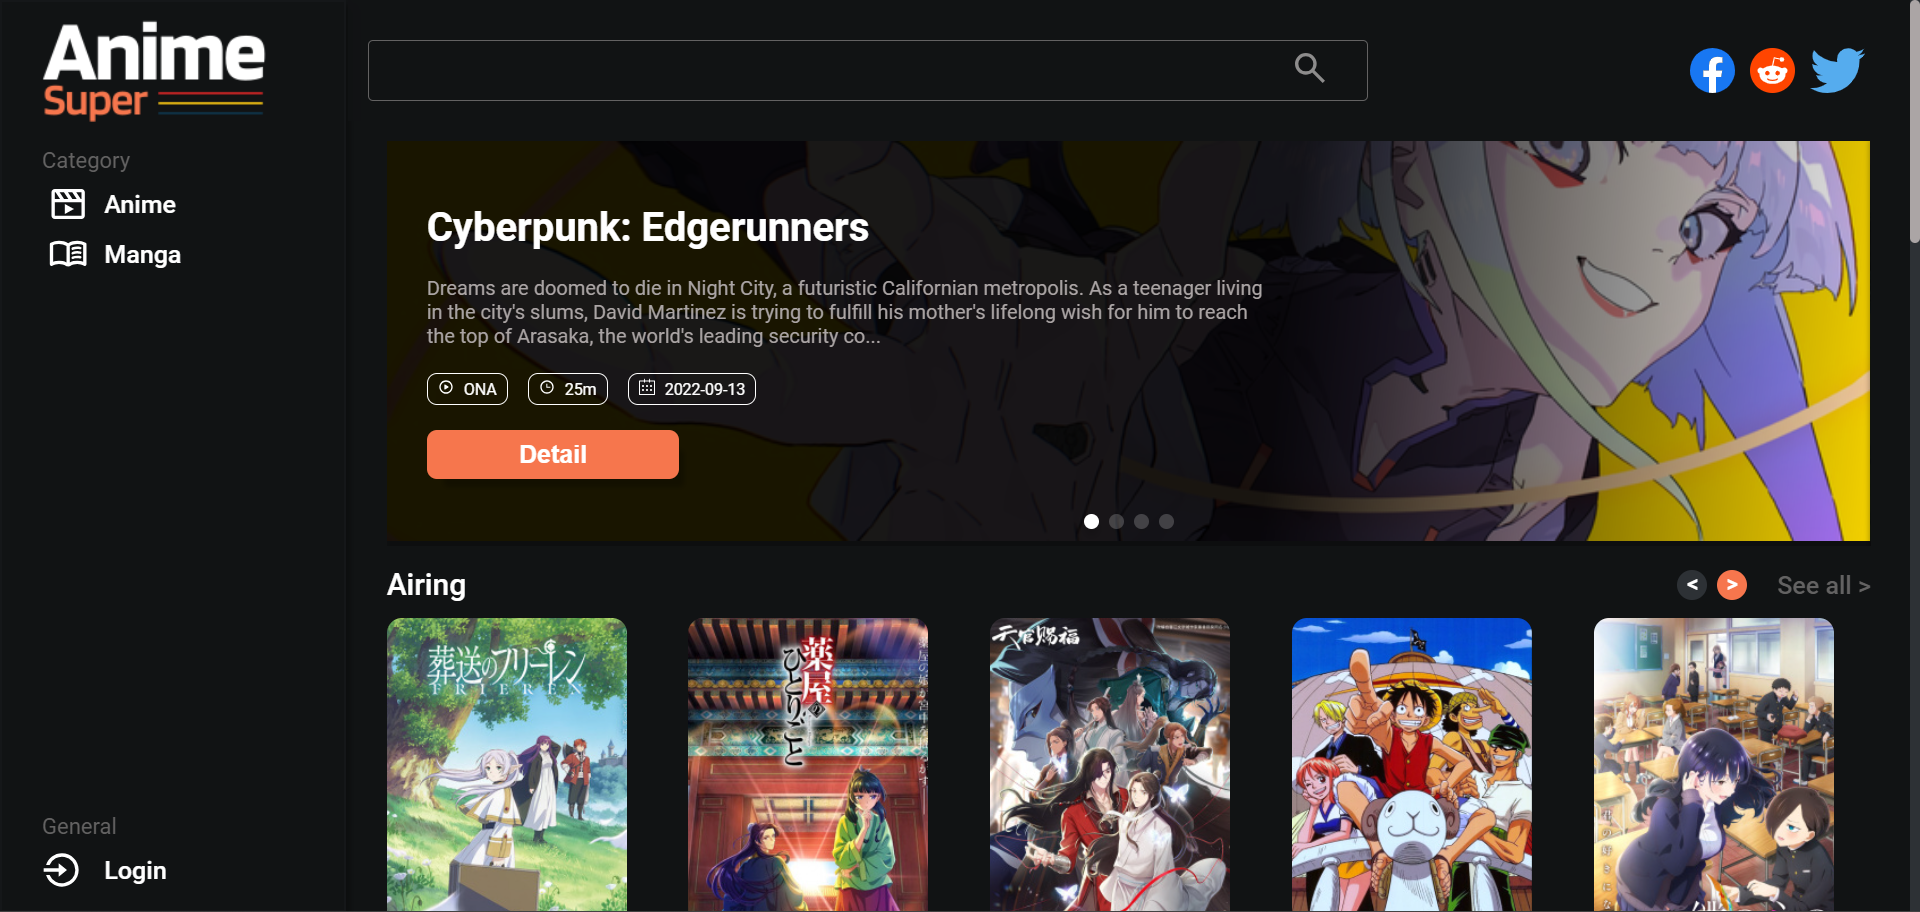 Anime
Super
Category
Anime
Manga
General
Login
Cyberpunk: Edgerunners
Dreams are doomed to die in Night City, a futuristic Californian metropolis. As a teenager living
in the city's slums, David Martinez is trying to fulfill his mother's lifelong wish for him to reach
the top of Arasaka, the world's leading security co...
ONA
25m
2022-09-13
Detail
Airing
<
>
See all >
葬送のフリーレン
FRIEREN
薬屋の
ひとりごと
天官赐福